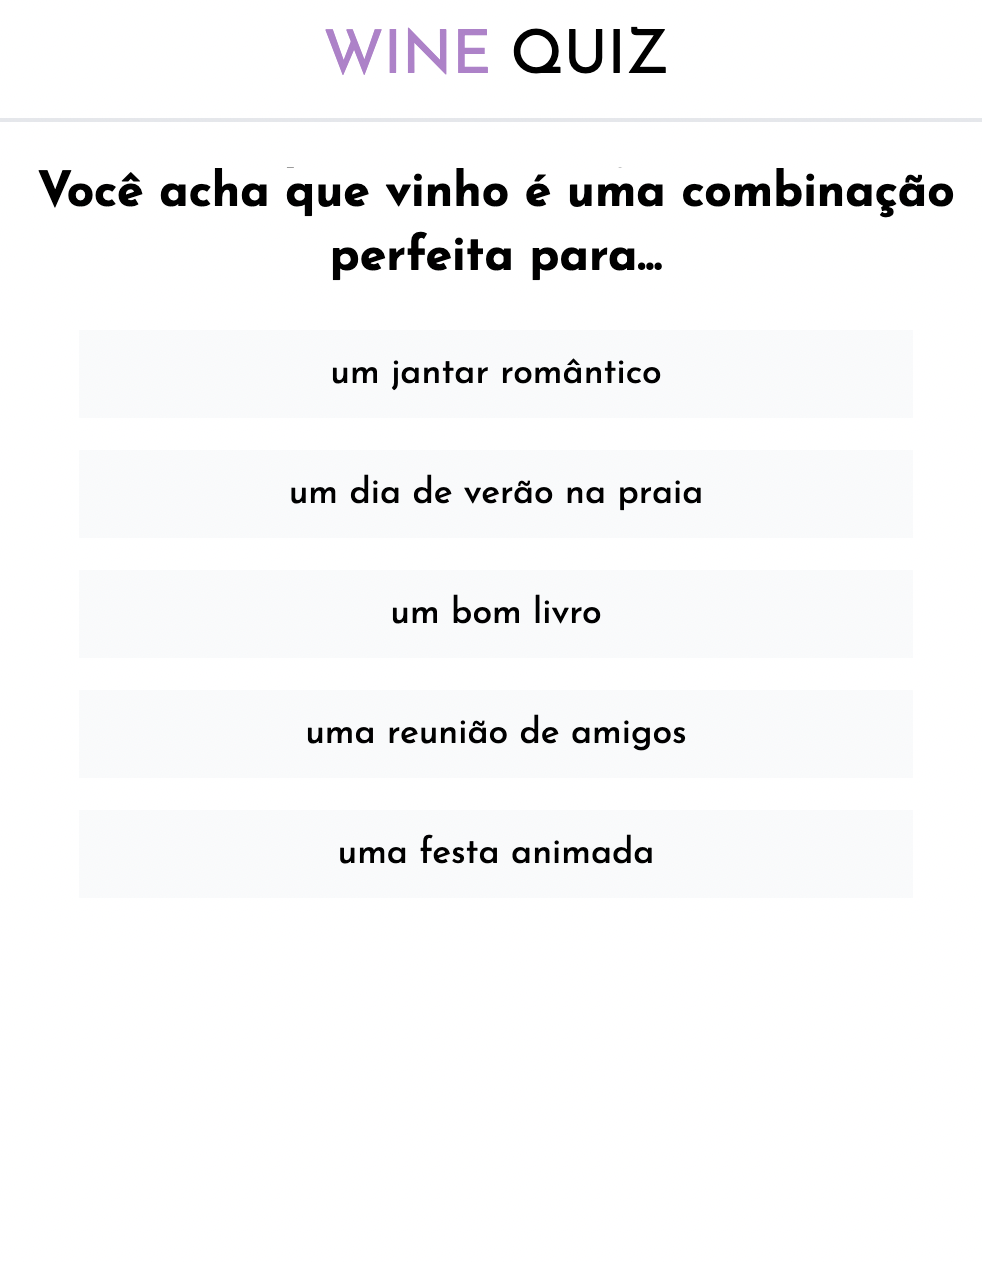 WINE QUIZ
Você acha que vinho é uma combinação
perfeita para...
um jantar romântico
um dia de verão na praia
um bom livro
uma reunião de amigos
uma festa animada